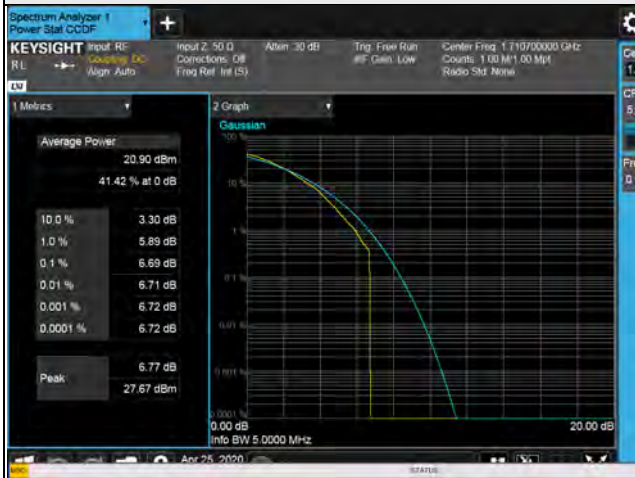 Spectrum Analyzer 1
Power Stat CCDF
+
KEYSIGHT
RL
Input: RF
Coupling: DC
Align: Auto
Input Z: 50 Ω
Corrections: Off
Freq Ref: Int (S)
Atten: 30 dB
Trig: Free Run
#IF Gain: Low
Center Freq: 1.710700000 GHz
Counts: 1.00 M/1.00 Mpt
Radio Std: None
1 Metrics
Average Power
20.90 dBm
41.42 % at 0 dB
10.0 % 3.30 dB
1.0 % 5.89 dB
0.1 % 6.69 dB
0.01 % 6.71 dB
0.001 % 6.72 dB
0.0001 % 6.72 dB
Peak
6.77 dB
27.67 dBm
2 Graph
Gaussian
100 %
10 %
1 %
0.1 %
0.01 %
0.001 %
0.0001 %
0.00 dB 20.00 dB
Info BW 5.0000 MHz
Apr 25, 2020
MSG STATUS